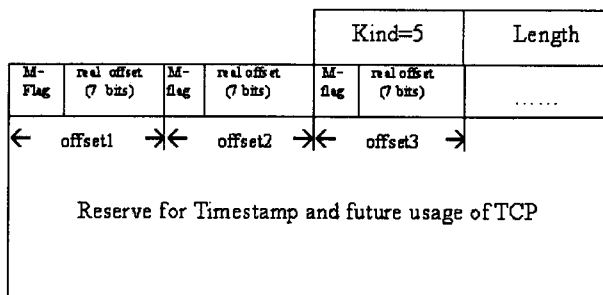 Kind=5 Length
M-Flag real offset (7 bits) M-flag real offset (7 bits) M-flag real offset (7 bits) ......
offset1 offset2 offset3
Reserve for Timestamp and future usage of TCP